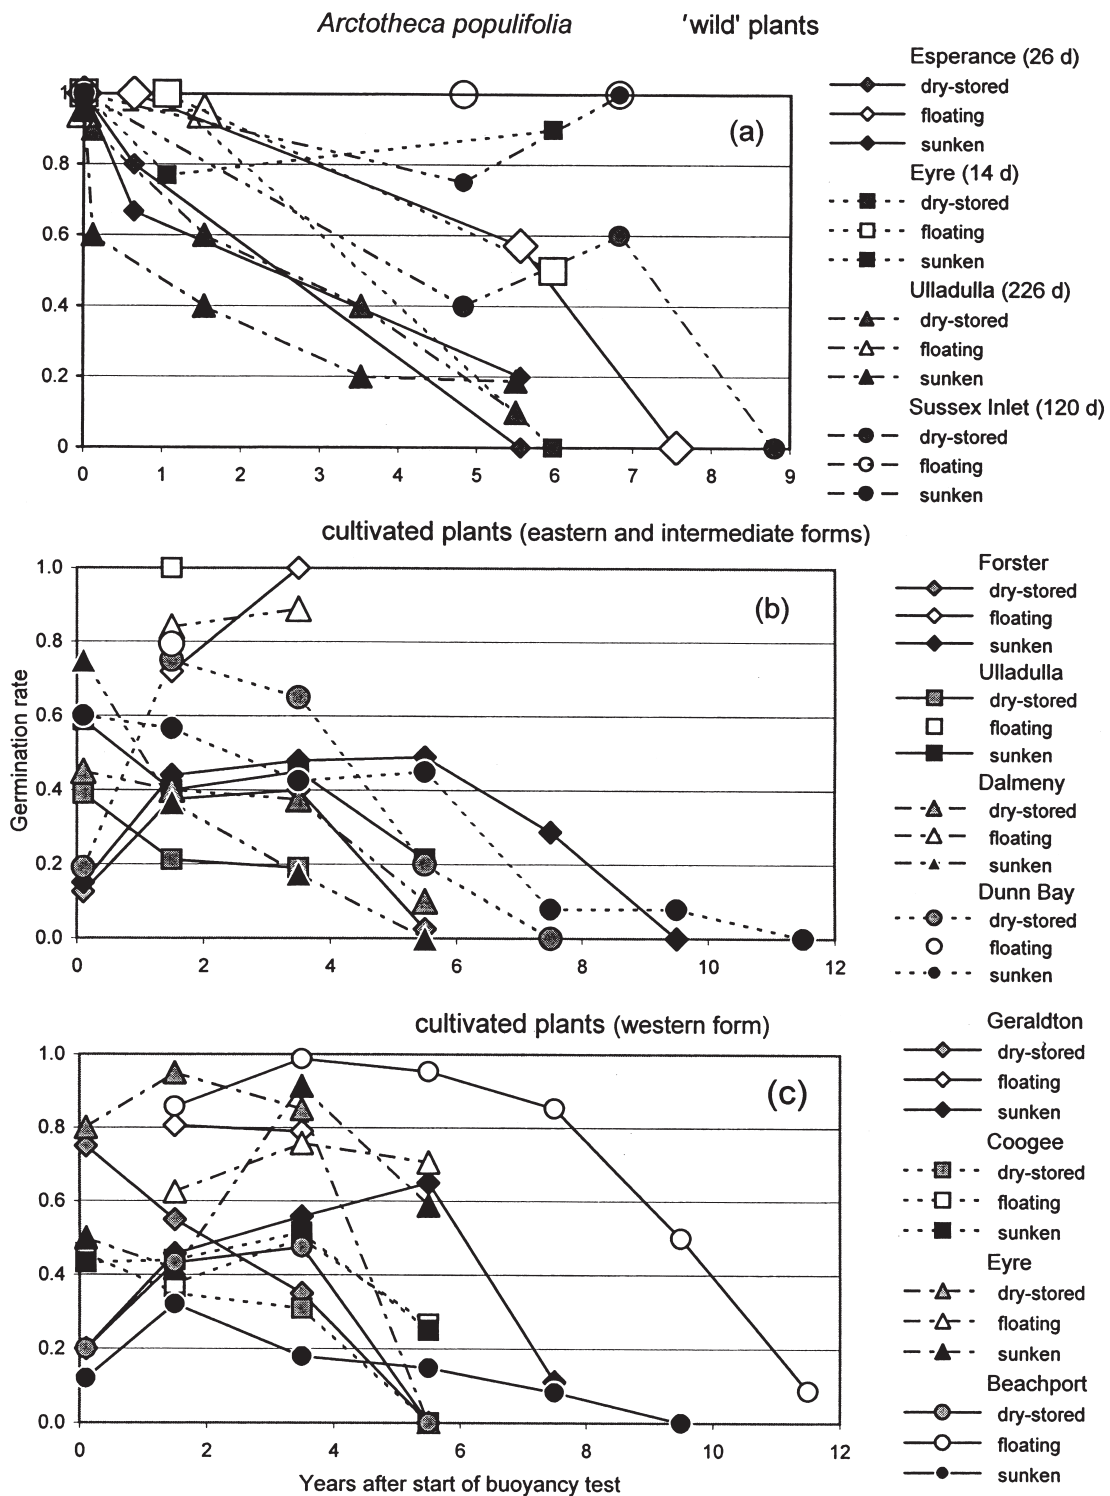 Arctotheca populifolia 'wild' plants
(a)
1
0.8
0.6
0.4
0.2
0
0 1 2 3 4 5 6 7 8 9
Esperance (26 d)
dry-stored
floating
sunken
Eyre (14 d)
dry-stored
floating
sunken
Ulladulla (226 d)
dry-stored
floating
sunken
Sussex Inlet (120 d)
dry-stored
floating
sunken
cultivated plants (eastern and intermediate forms)
(b)
Germination rate
1.0
0.8
0.6
0.4
0.2
0.0
0 2 4 6 8 10 12
Forster
dry-stored
floating
sunken
Ulladulla
dry-stored
floating
sunken
Dalmeny
dry-stored
floating
sunken
Dunn Bay
dry-stored
floating
sunken
cultivated plants (western form)
(c)
1.0
0.8
0.6
0.4
0.2
0.0
0 2 4 6 8 10 12
Years after start of buoyancy test
Geraldton
dry-stored
floating
sunken
Coogee
dry-stored
floating
sunken
Eyre
dry-stored
floating
sunken
Beachport
dry-stored
floating
sunken